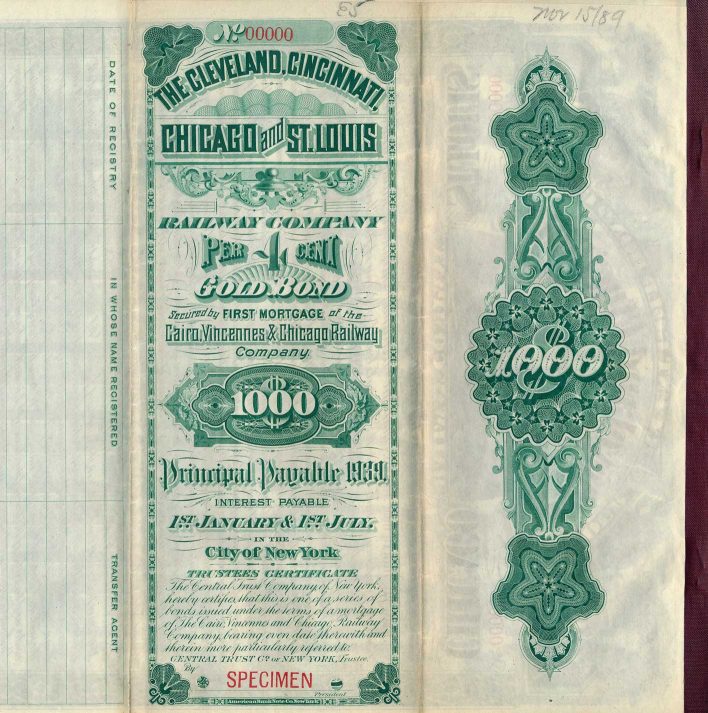 E5
Nov 15/89
DATE OF REGISTRY
IN WHOSE NAME REGISTERED
TRANSFER AGENT
No 00000
THE CLEVELAND, CINCINNATI,
CHICAGO and ST. LOUIS
RAILWAY COMPANY
PER 4 CENT
GOLD BOND
Secured by FIRST MORTGAGE of the
Cairo, Vincennes & Chicago Railway
Company.
$1000
Principal Payable 1939.
INTEREST PAYABLE
1ST JANUARY & 1ST JULY.
IN THE
City of New York
TRUSTEES CERTIFICATE
The Central Trust Company of New York,
hereby certifies that this is one of a series of
bonds issued under the terms of a mortgage
of The Cairo, Vincennes and Chicago Railway
Company, bearing even date therewith and
therein more particularly referred to.
CENTRAL TRUST Co. OF NEW YORK, Trustee.
By
SPECIMEN
President
American Bank Note Co. New York.
$1000